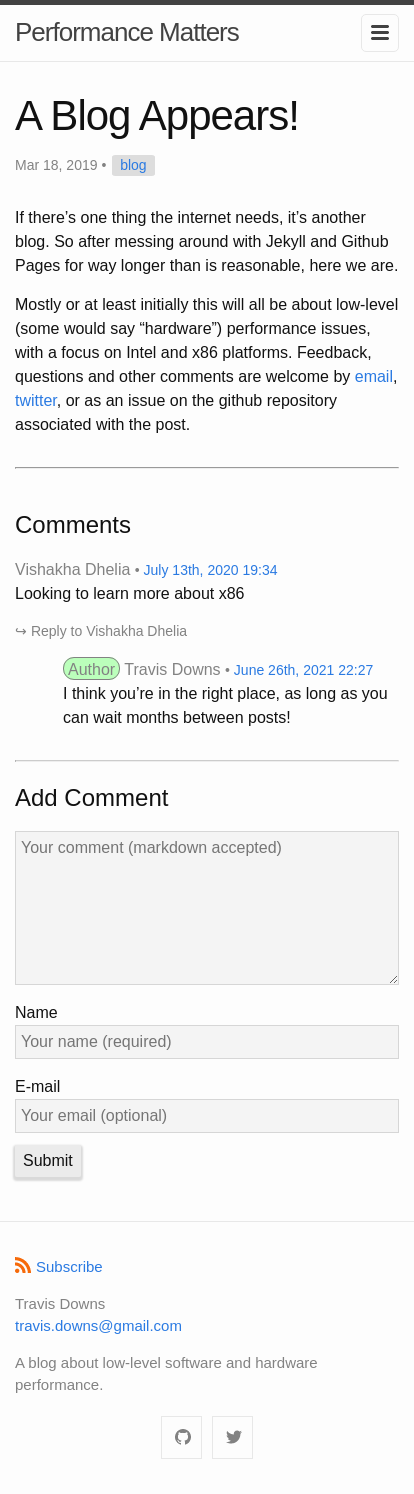 Performance Matters
A Blog Appears!
Mar 18, 2019 • blog
If there’s one thing the internet needs, it’s another
blog. So after messing around with Jekyll and Github
Pages for way longer than is reasonable, here we are.
Mostly or at least initially this will all be about low-level
(some would say “hardware”) performance issues,
with a focus on Intel and x86 platforms. Feedback,
questions and other comments are welcome by email,
twitter, or as an issue on the github repository
associated with the post.
Comments
Vishakha Dhelia • July 13th, 2020 19:34
Looking to learn more about x86
↪ Reply to Vishakha Dhelia
Author Travis Downs • June 26th, 2021 22:27
I think you’re in the right place, as long as you
can wait months between posts!
Add Comment
Your comment (markdown accepted)
Name
Your name (required)
E-mail
Your email (optional)
Submit
Subscribe
Travis Downs
travis.downs@gmail.com
A blog about low-level software and hardware
performance.